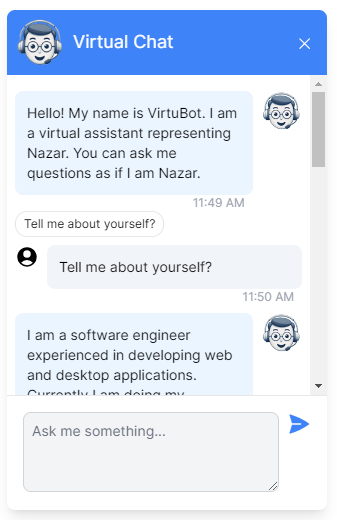 Virtual Chat
Hello! My name is VirtuBot. I am
a virtual assistant representing
Nazar. You can ask me
questions as if I am Nazar.
11:49 AM
Tell me about yourself?
Tell me about yourself?
11:50 AM
I am a software engineer
experienced in developing web
and desktop applications.
Currently I am doing my
Ask me something...